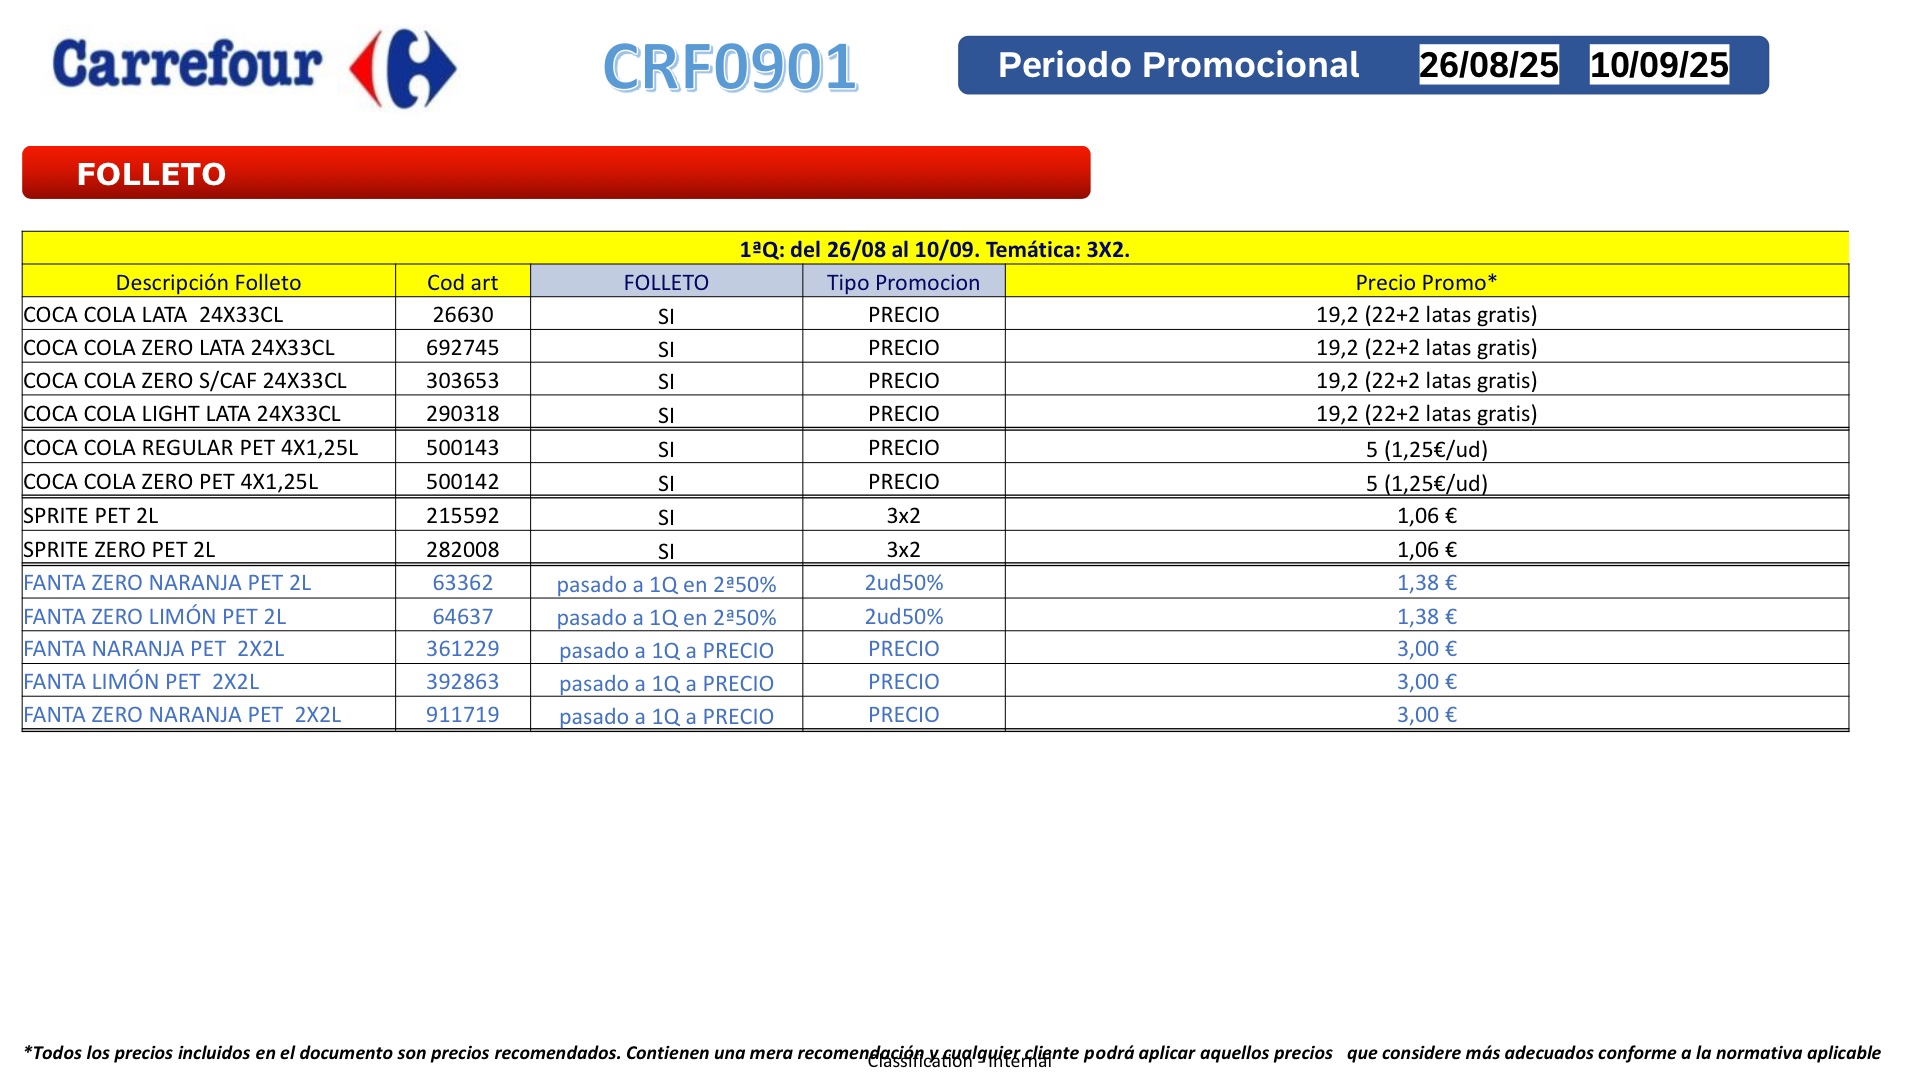 Carrefour CRF0901 Periodo Promocional 26/08/25 10/09/25
FOLLETO
1ªQ: del 26/08 al 10/09. Temática: 3X2.
Descripción Folleto Cod art FOLLETO Tipo Promocion Precio Promo*
COCA COLA LATA 24X33CL 26630 SI PRECIO 19,2 (22+2 latas gratis)
COCA COLA ZERO LATA 24X33CL 692745 SI PRECIO 19,2 (22+2 latas gratis)
COCA COLA ZERO S/CAF 24X33CL 303653 SI PRECIO 19,2 (22+2 latas gratis)
COCA COLA LIGHT LATA 24X33CL 290318 SI PRECIO 19,2 (22+2 latas gratis)
COCA COLA REGULAR PET 4X1,25L 500143 SI PRECIO 5 (1,25€/ud)
COCA COLA ZERO PET 4X1,25L 500142 SI PRECIO 5 (1,25€/ud)
SPRITE PET 2L 215592 SI 3x2 1,06 €
SPRITE ZERO PET 2L 282008 SI 3x2 1,06 €
FANTA ZERO NARANJA PET 2L 63362 pasado a 1Q en 2ª50% 2ud50% 1,38 €
FANTA ZERO LIMÓN PET 2L 64637 pasado a 1Q en 2ª50% 2ud50% 1,38 €
FANTA NARANJA PET 2X2L 361229 pasado a 1Q a PRECIO PRECIO 3,00 €
FANTA LIMÓN PET 2X2L 392863 pasado a 1Q a PRECIO PRECIO 3,00 €
FANTA ZERO NARANJA PET 2X2L 911719 pasado a 1Q a PRECIO PRECIO 3,00 €
*Todos los precios incluidos en el documento son precios recomendados. Contienen una mera recomendación y cualquier cliente podrá aplicar aquellos precios que considere más adecuados conforme a la normativa aplicable
Classification - Internal